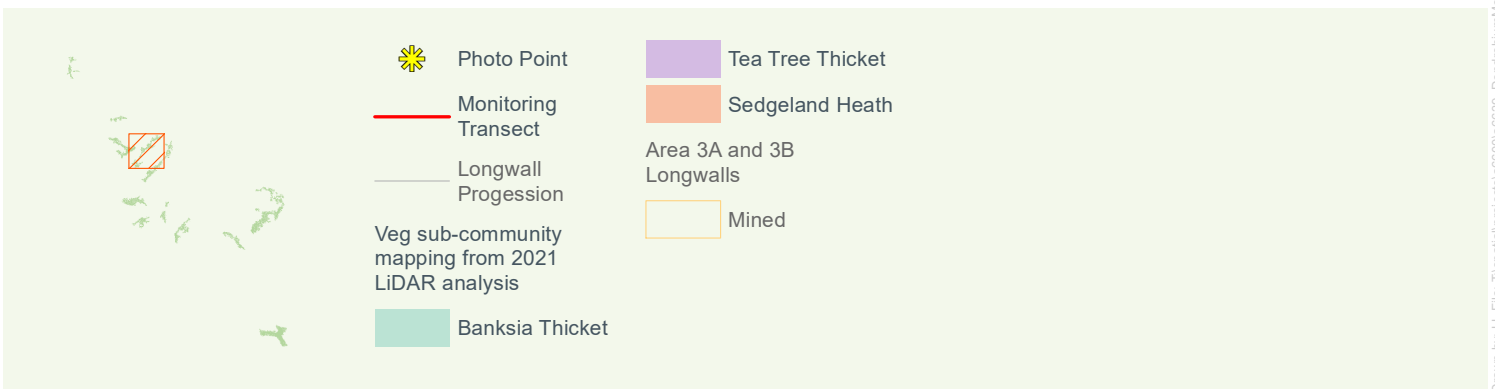 Photo Point
Monitoring
Transect
Longwall
Progession
Veg sub-community
mapping from 2021
LiDAR analysis
Banksia Thicket
Tea Tree Thicket
Sedgeland Heath
Area 3A and 3B
Longwalls
Mined